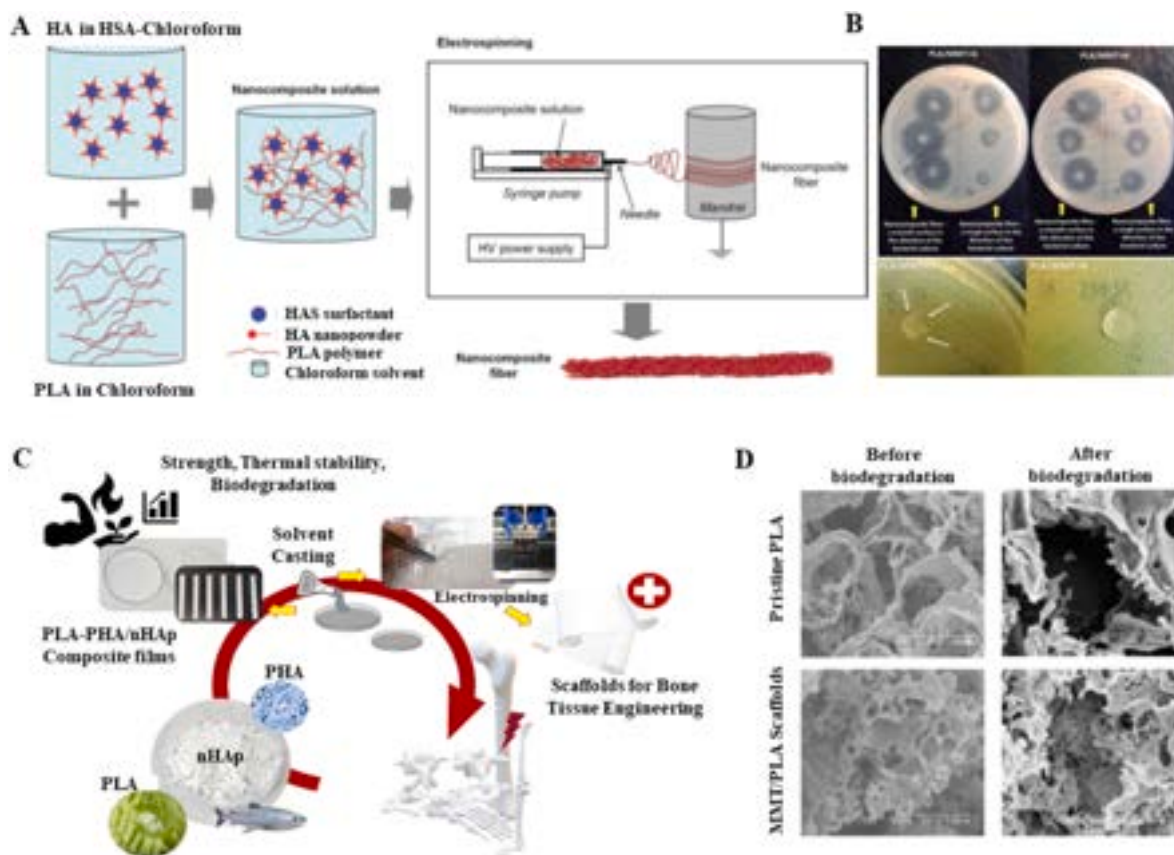 A
HA in HSA-Chloroform
+
PLA in Chloroform
Nanocomposite solution
HAS surfactant
HA nanopowder
PLA polymer
Chloroform solvent
Electrospinning
Nanocomposite
solution
Syringe pump
Needle
HV power supply
Mandrel
Nanocomposite
fiber
Nanocomposite
fiber
B
C
Strength, Thermal stability,
Biodegradation
Solvent
Casting
Electrospinning
PLA-PHA/nHAp
Composite films
PHA
nHAp
PLA
Scaffolds for Bone
Tissue Engineering
D
Before
biodegradation
After
biodegradation
Pristine PLA
MMT/PLA Scaffolds